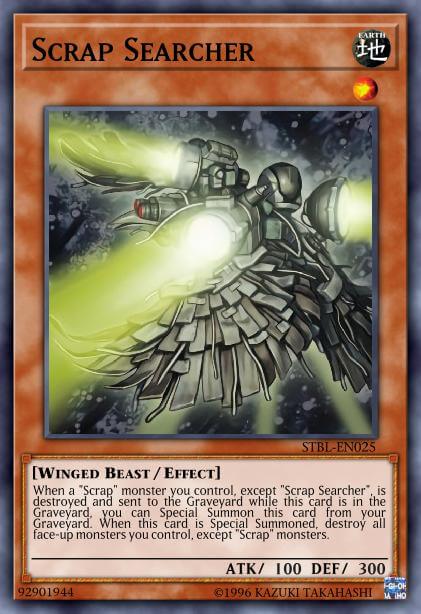 SCRAP SEARCHER
EARTH
地
STBL-EN025
[WINGED BEAST / EFFECT]
When a "Scrap" monster you control, except "Scrap Searcher", is
destroyed and sent to the Graveyard while this card is in the
Graveyard, you can Special Summon this card from your
Graveyard. When this card is Special Summoned, destroy all
face-up monsters you control, except "Scrap" monsters.
ATK/ 100 DEF/ 300
92901944
©1996 KAZUKI TAKAHASHI